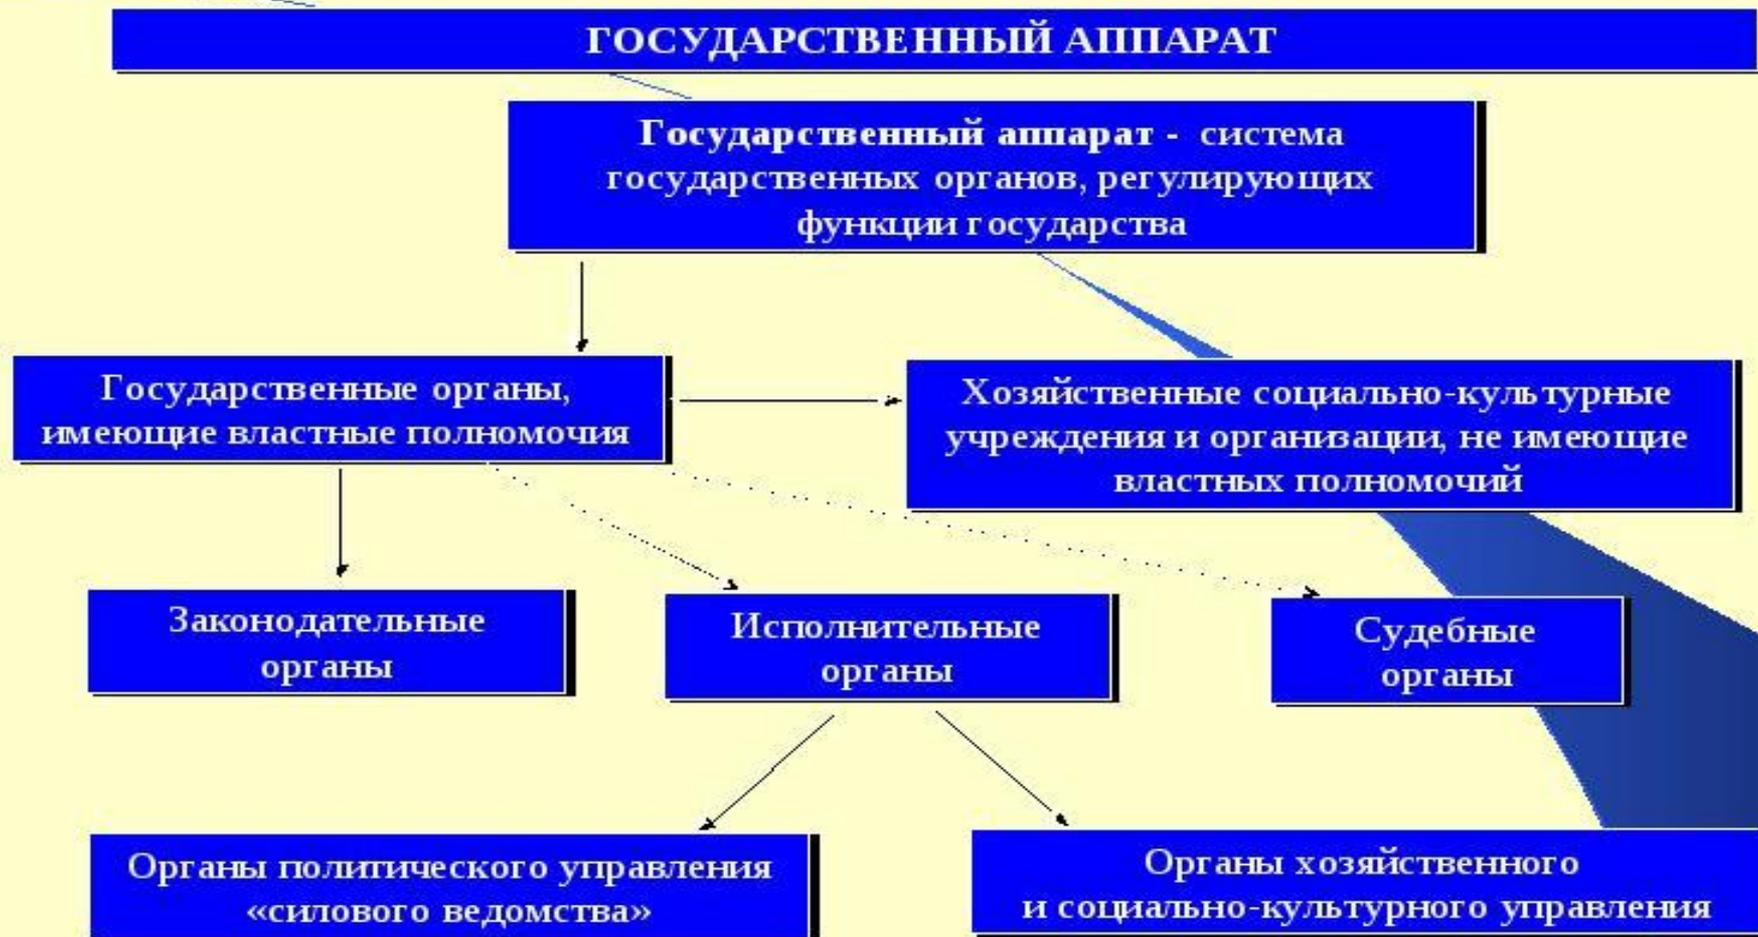 ГОСУДАРСТВЕННЫЙ АППАРАТ
Государственный аппарат - система
государственных органов, регулирующих
функции государства
Государственные органы,
имеющие властные полномочия
Хозяйственные социально-культурные
учреждения и организации, не имеющие
властных полномочий
Законодательные
органы
Исполнительные
органы
Судебные
органы
Органы политического управления
«силового ведомства»
Органы хозяйственного
и социально-культурного управления